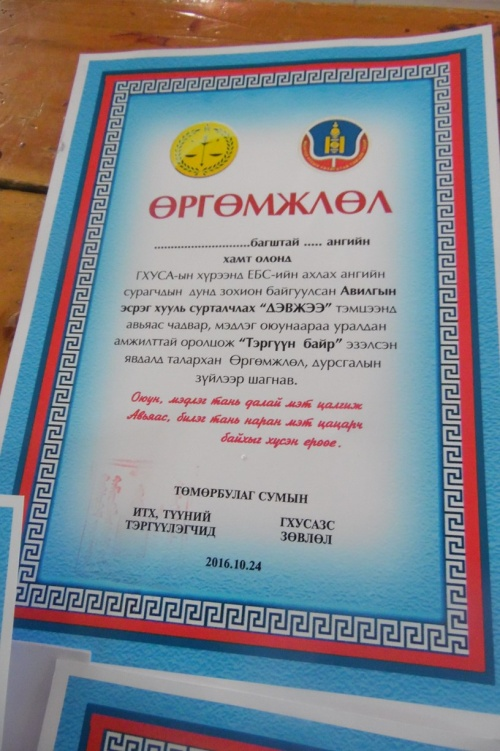 ӨРГӨМЖЛӨЛ
..............................багштай ..... ангийн
хамт олонд
ГХУСА-ын хүрээнд ЕБС-ийн ахлах ангийн
сурагчдын дунд зохион байгуулсан Авилгын
эсрэг хууль сурталчлах "ДЭВЖЭЭ" тэмцээнд
авьяас чадвар, мэдлэг оюунаараа уралдан
амжилттай оролцож "Тэргүүн байр" эзэлсэн
явдалд талархан Өргөмжлөл, дурсгалын
зүйлээр шагнав.
Оюун, мэдлэг тань далай мэт цалгиж
Авьяас, билэг тань наран мэт цацарч
байхыг хүсэн ерөөе.
ТӨМӨРБУЛАГ СУМЫН
ИТХ, ТҮҮНИЙ ГХУСАЗС
ТЭРГҮҮЛЭГЧИД ЗӨВЛӨЛ
2016.10.24